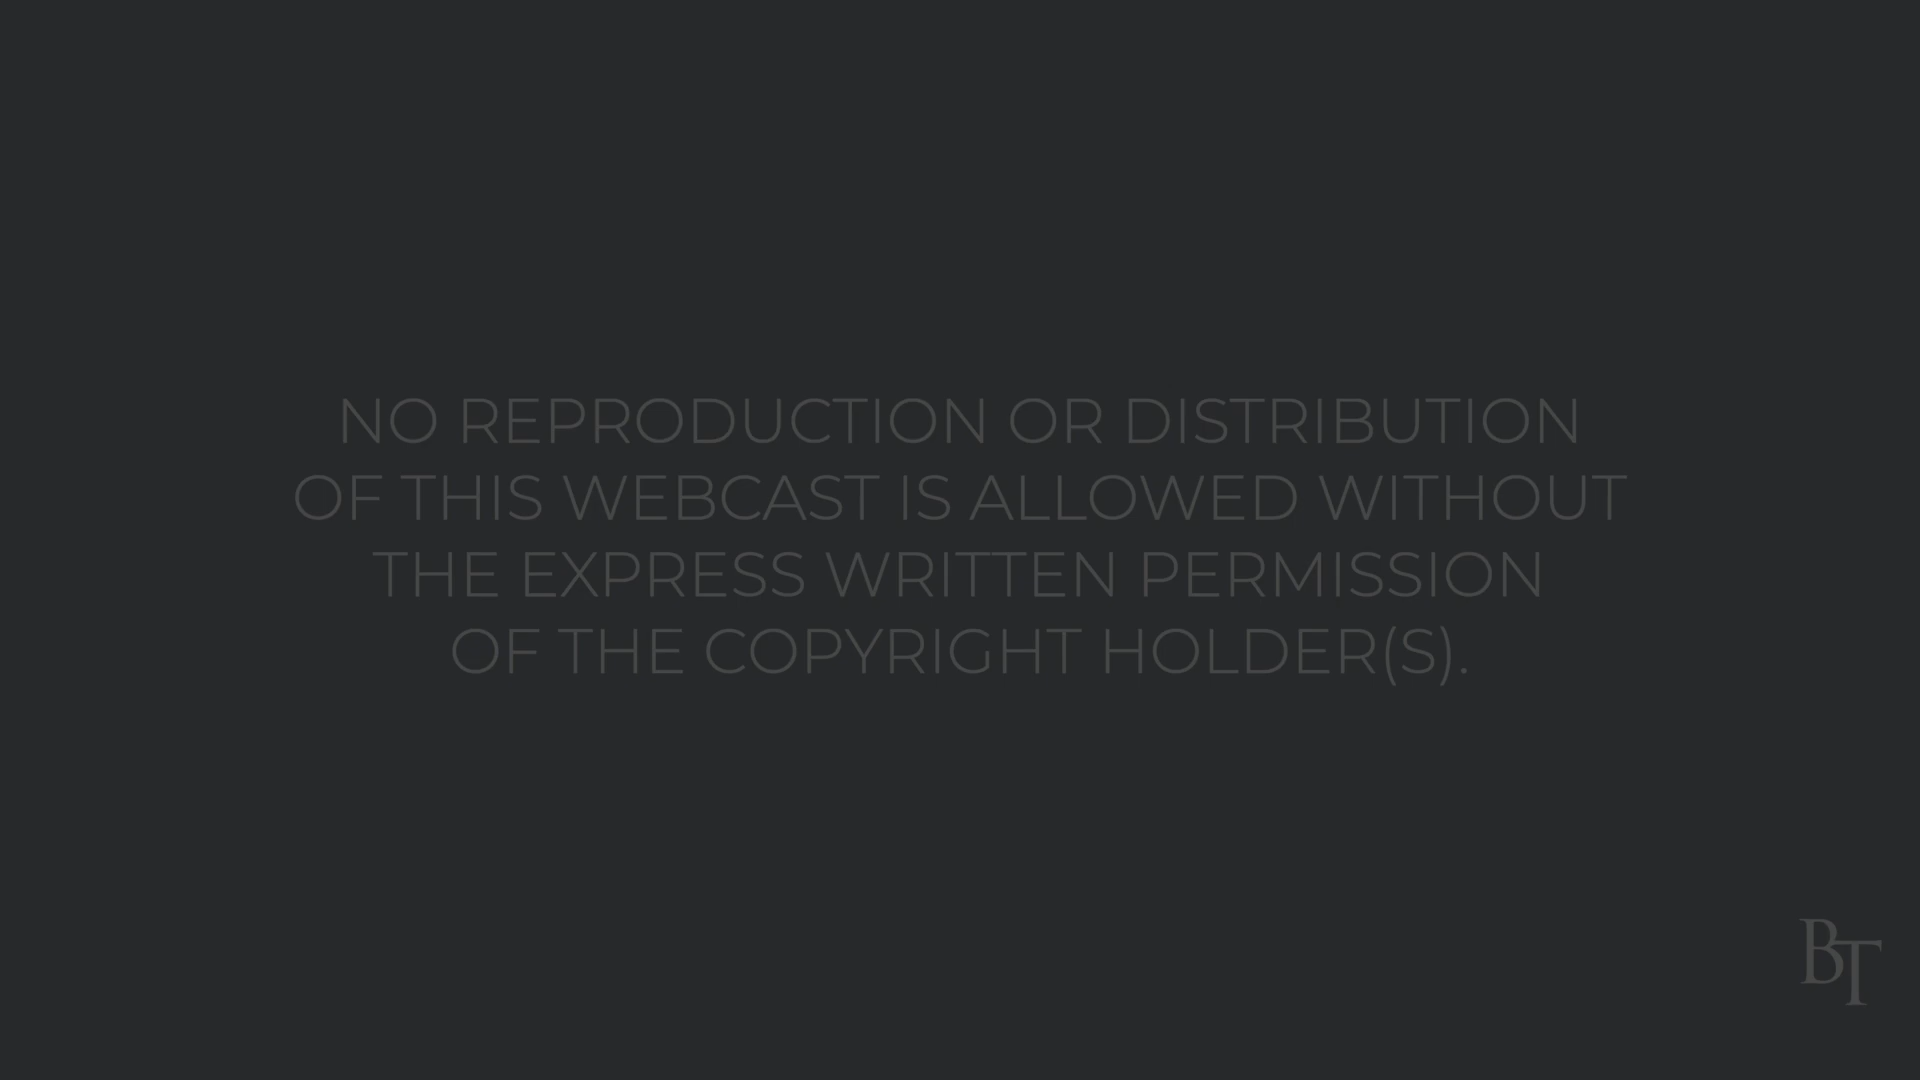 NO REPRODUCTION OR DISTRIBUTION
OF THIS WEBCAST IS ALLOWED WITHOUT
THE EXPRESS WRITTEN PERMISSION
OF THE COPYRIGHT HOLDER(S).
BT